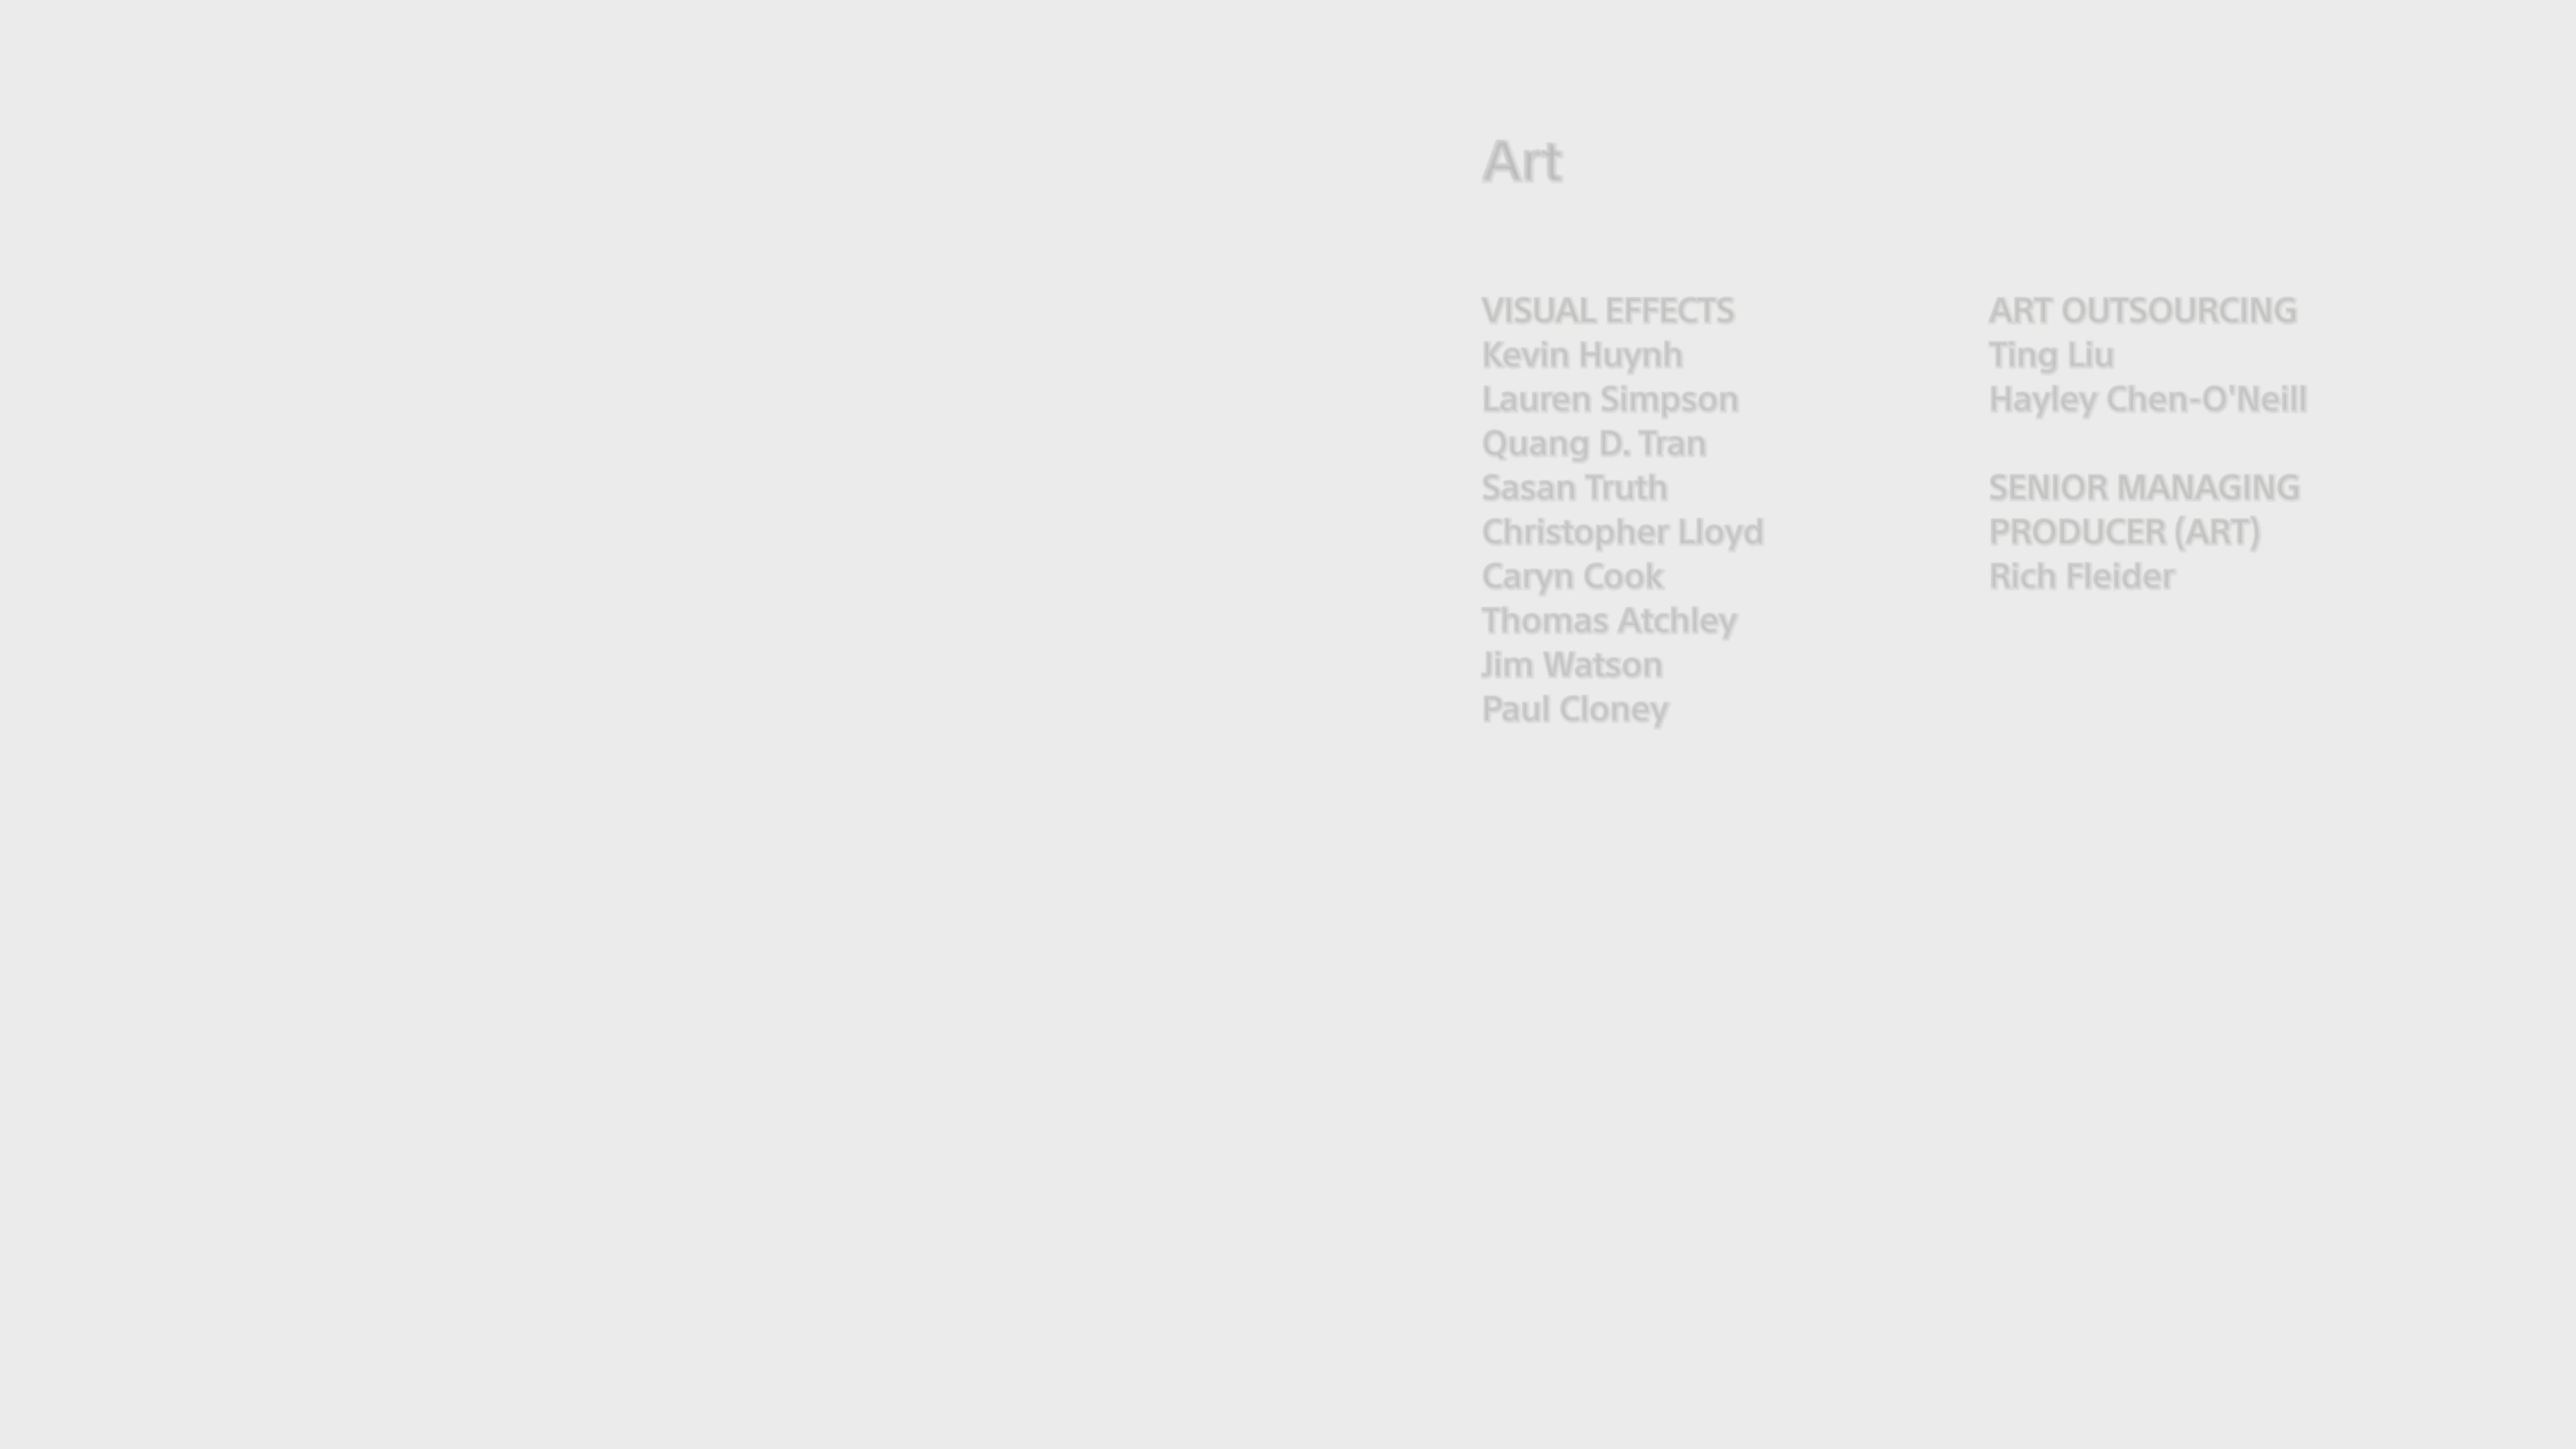 Art
VISUAL EFFECTS
Kevin Huynh
Lauren Simpson
Quang D. Tran
Sasan Truth
Christopher Lloyd
Caryn Cook
Thomas Atchley
Jim Watson
Paul Cloney
ART OUTSOURCING
Ting Liu
Hayley Chen-O'Neill
SENIOR MANAGING
PRODUCER (ART)
Rich Fleider